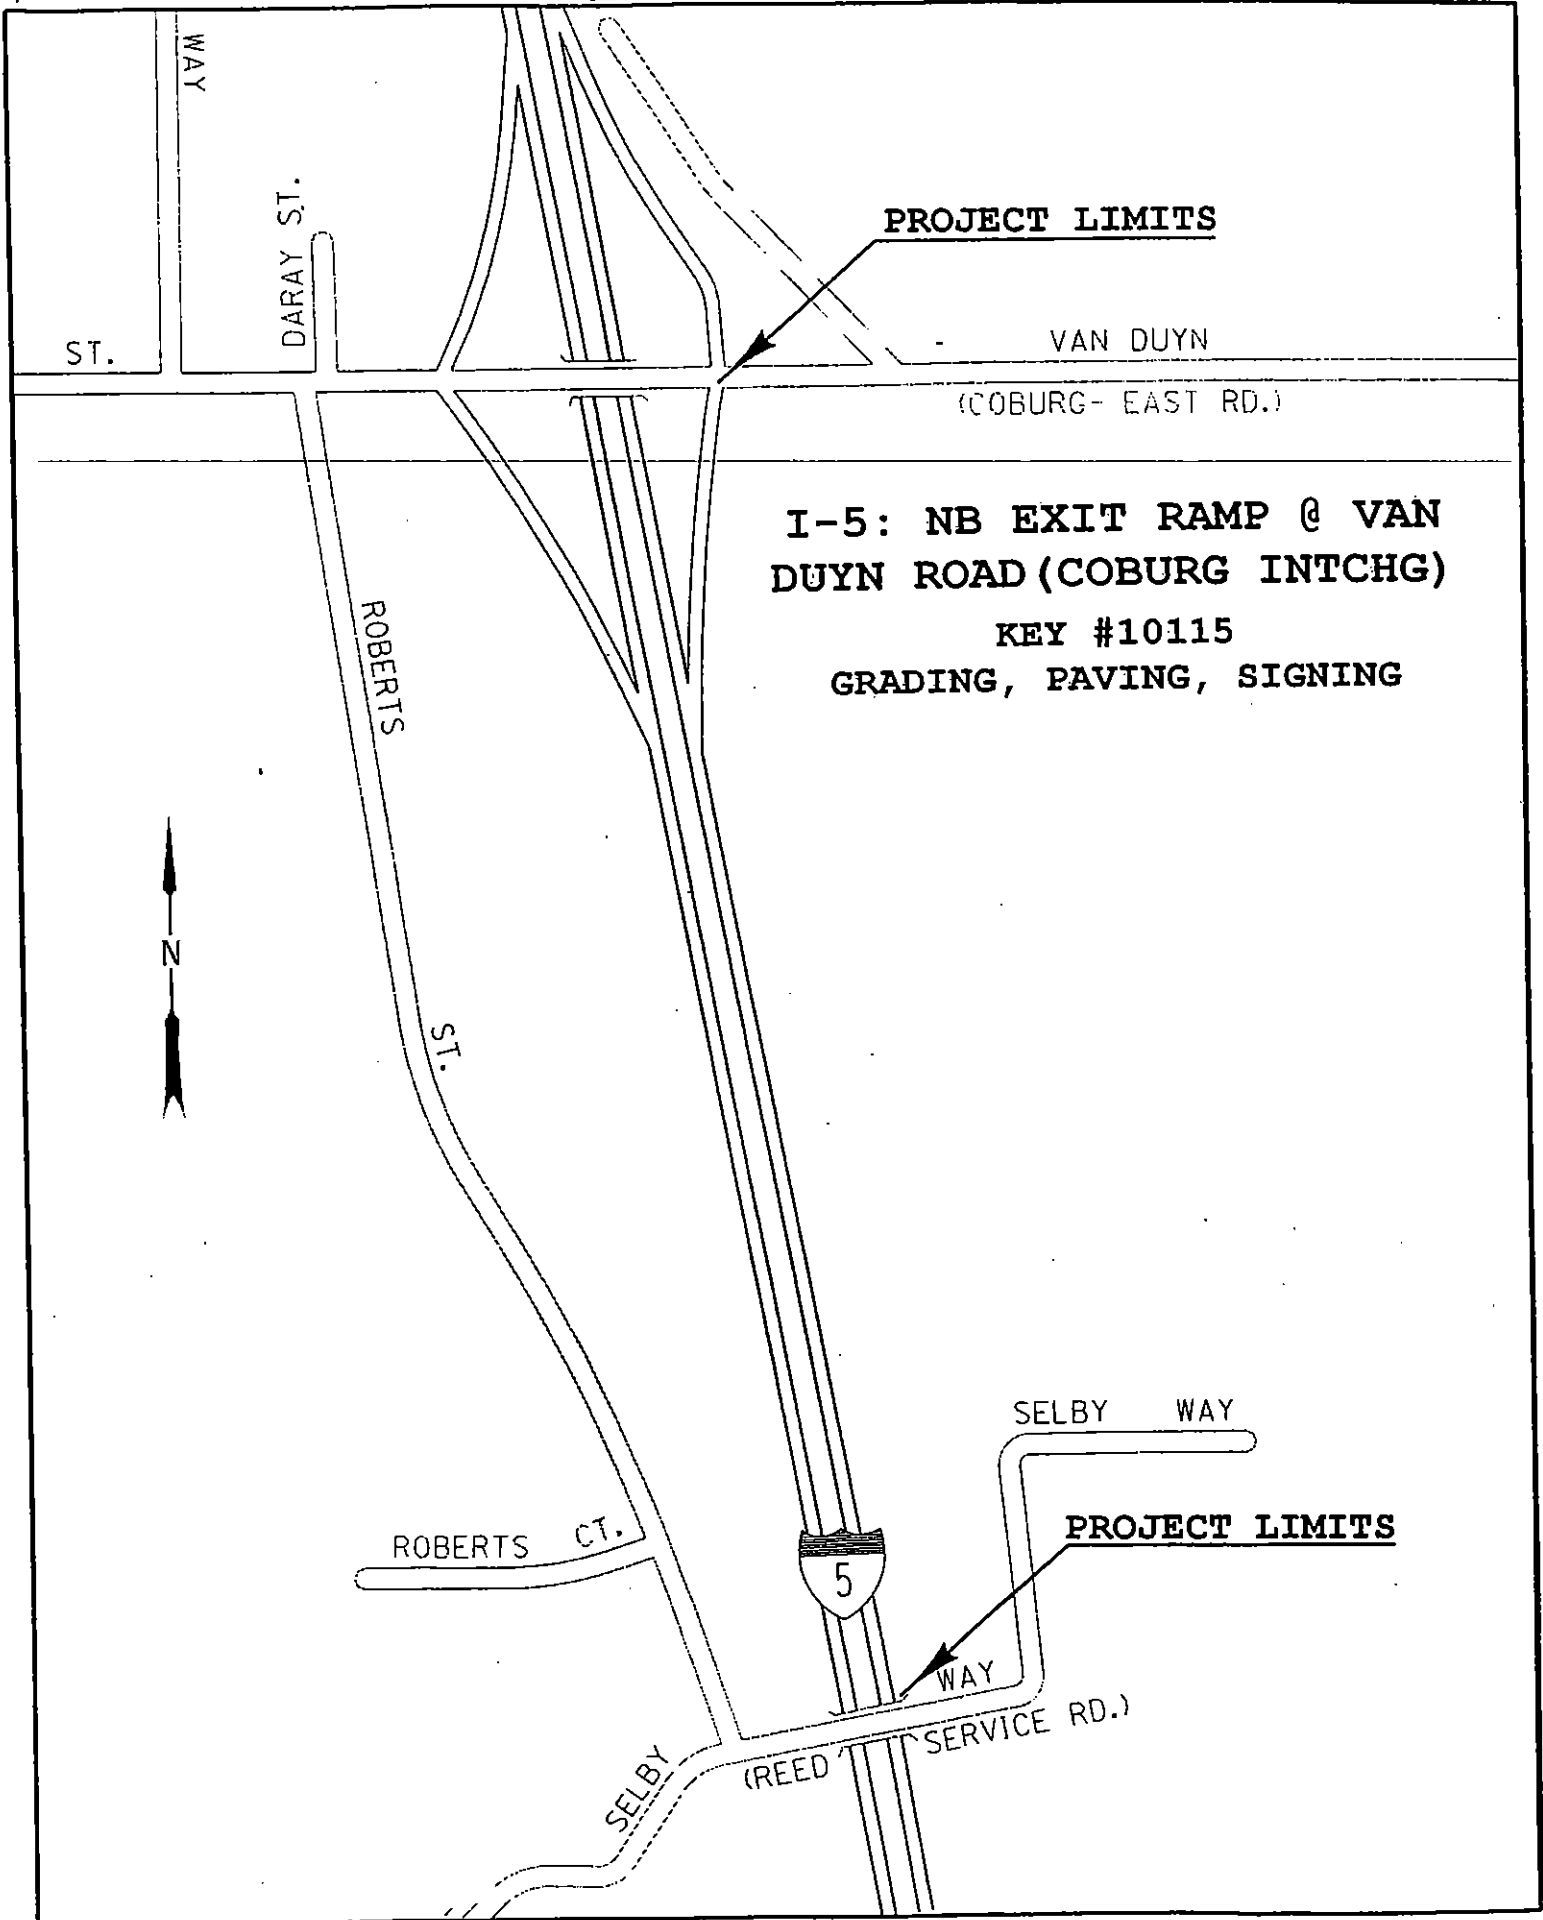 WAY
DARAY ST.
PROJECT LIMITS
ST.
VAN DUYN
(COBURG- EAST RD.)
I-5: NB EXIT RAMP @ VAN
DUYN ROAD (COBURG INTCHG)
KEY #10115
GRADING, PAVING, SIGNING
ROBERTS
N
ST.
SELBY WAY
PROJECT LIMITS
ROBERTS CT.
5
WAY
(REED SERVICE RD.)
SELBY